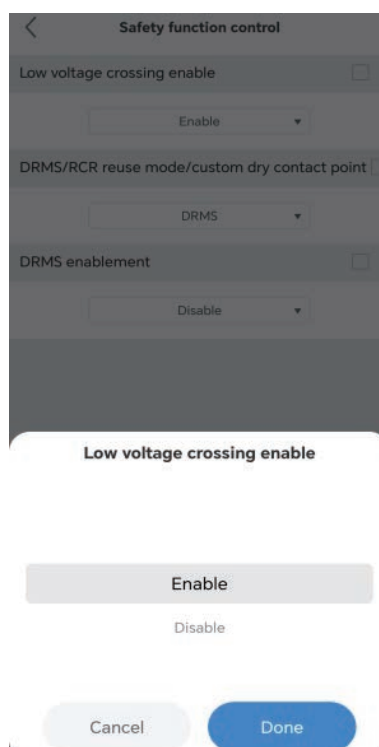 Safety function control
Low voltage crossing enable
Enable
DRMS/RCR reuse mode/custom dry contact point
DRMS
DRMS enablement
Disable
Low voltage crossing enable
Enable
Disable
Cancel Done